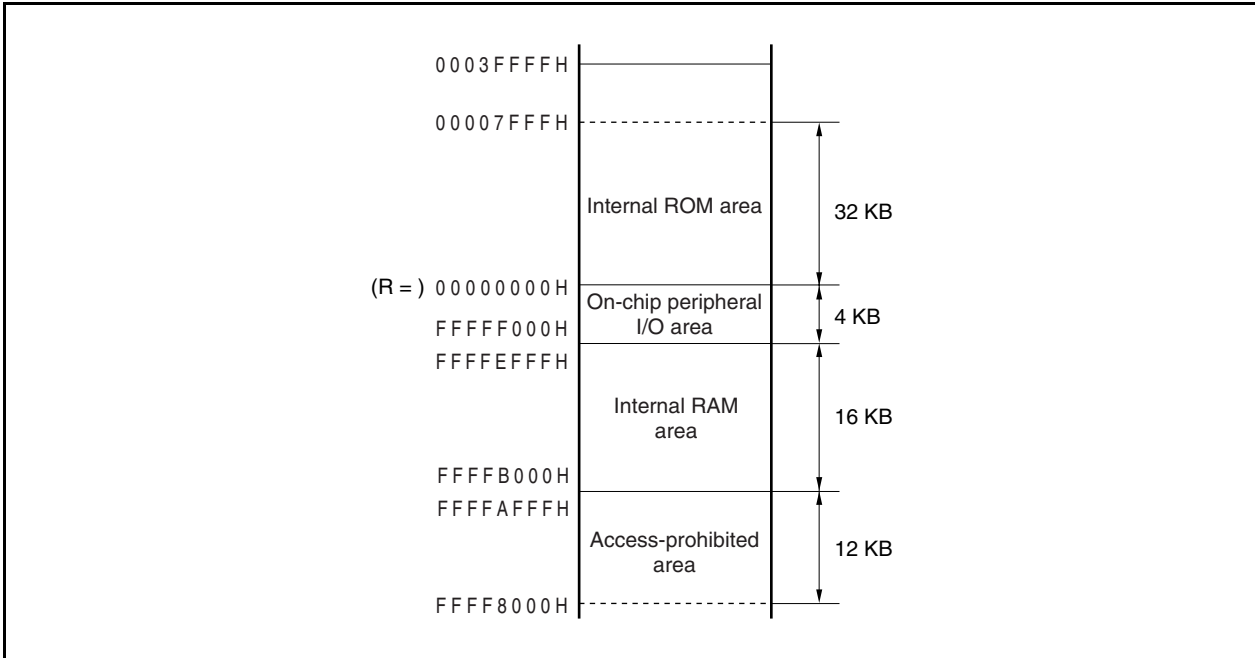 0003FFFFH
00007FFFH
Internal ROM area
32 KB
(R = ) 00000000H
On-chip peripheral
I/O area
4 KB
FFFFF000H
FFFFEFFFH
Internal RAM
area
16 KB
FFFFB000H
FFFFAFFFH
Access-prohibited
area
12 KB
FFFF8000H